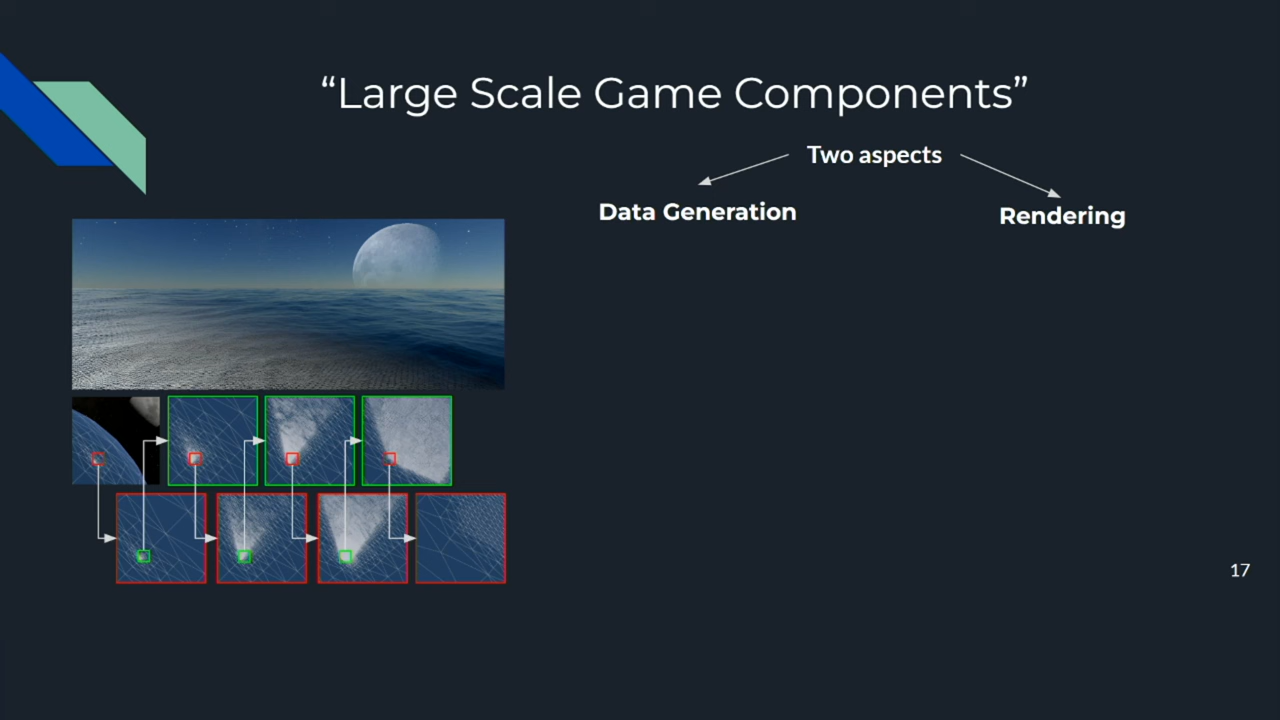 “Large Scale Game Components”
Two aspects
Data Generation
Rendering
17